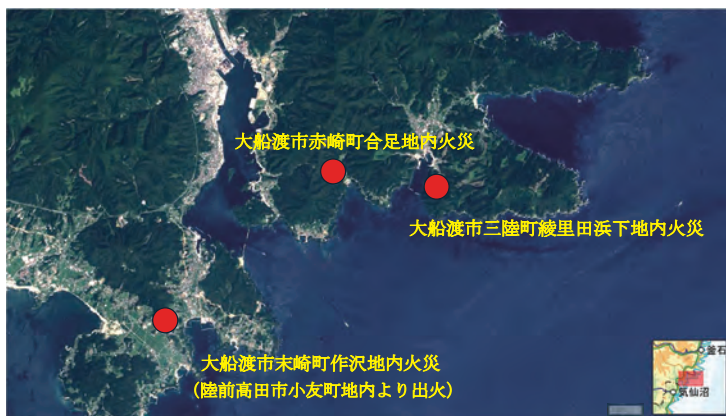 大船渡市赤崎町合足地内火災
大船渡市三陸町綾里田浜下地内火災
大船渡市末崎町作沢地内火災
(陸前高田市小友町地内より出火)
釜石
気仙沼